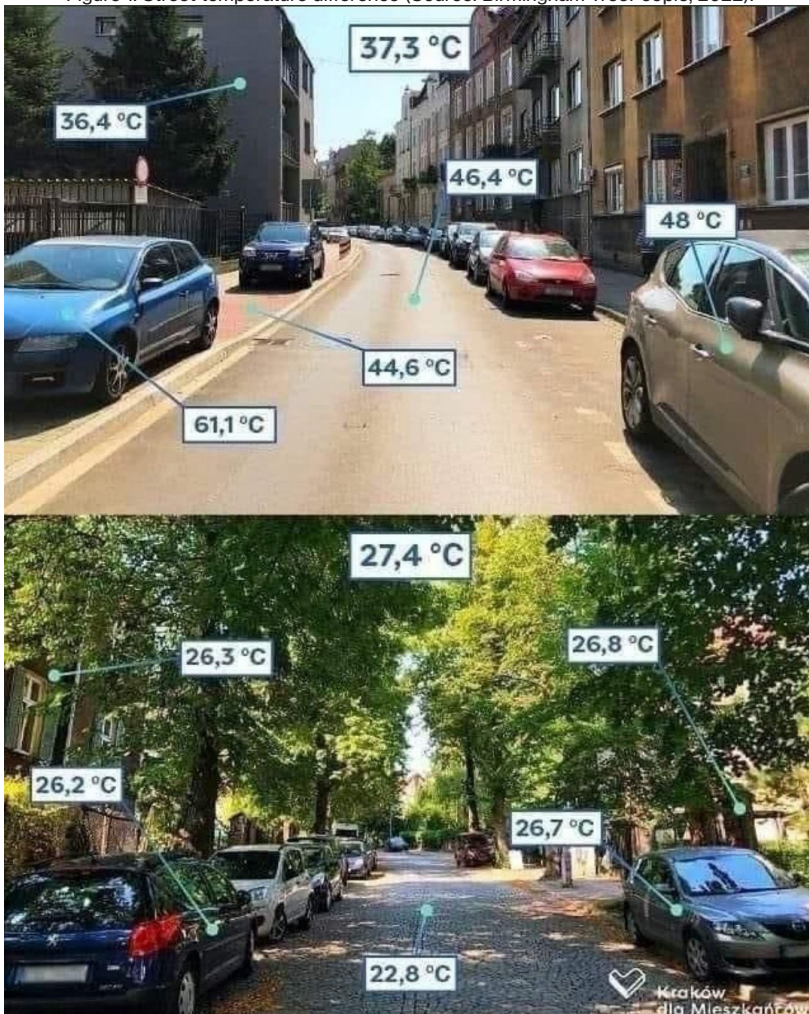 37,3 °C
36,4 °C
46,4 °C
48 °C
44,6 °C
61,1 °C
27,4 °C
26,3 °C
26,8 °C
26,2 °C
26,7 °C
22,8 °C
Kraków
dla Mieszkańców